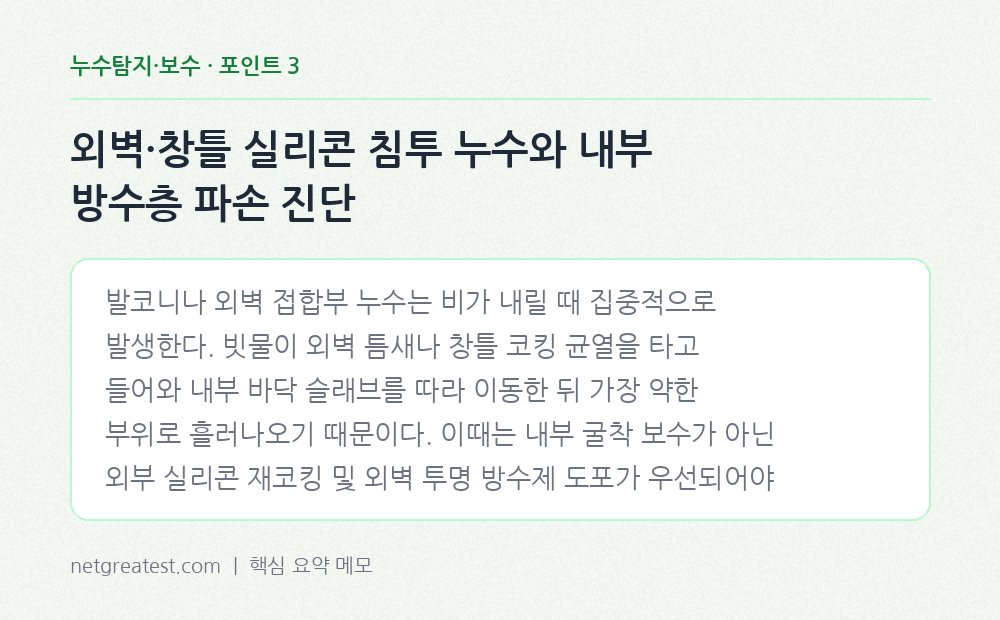 누수탐지·보수 · 포인트 3
외벽·창틀 실리콘 침투 누수와 내부
방수층 파손 진단
발코니나 외벽 접합부 누수는 비가 내릴 때 집중적으로
발생한다. 빗물이 외벽 틈새나 창틀 코킹 균열을 타고
들어와 내부 바닥 슬래브를 따라 이동한 뒤 가장 약한
부위로 흘러나오기 때문이다. 이때는 내부 굴착 보수가 아닌
외부 실리콘 재코킹 및 외벽 투명 방수제 도포가 우선되어야
netgreatest.com | 핵심 요약 메모